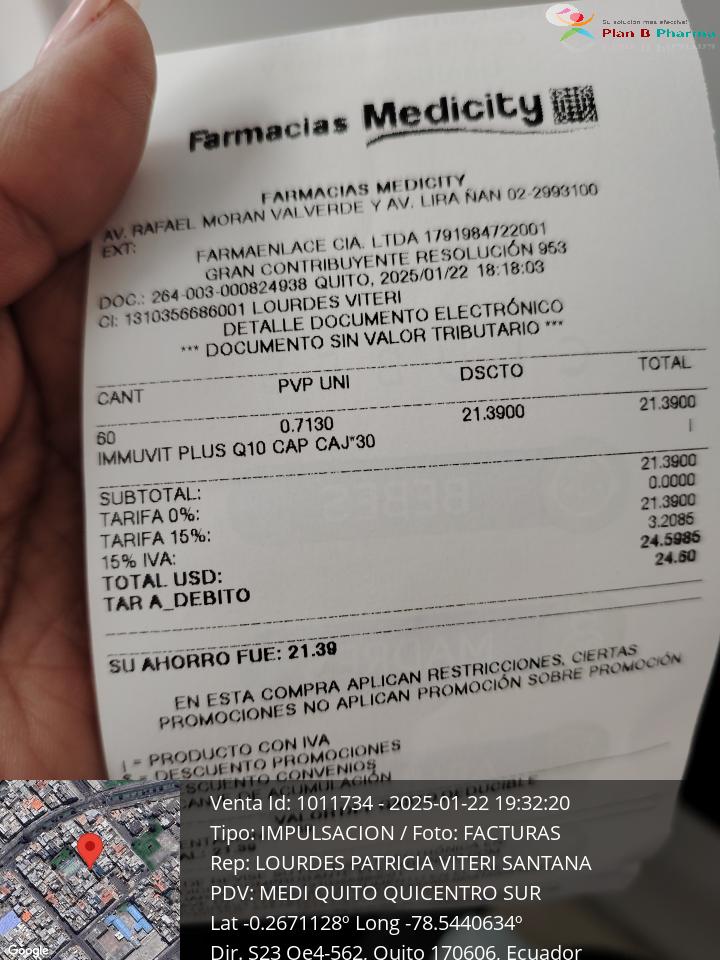 Su solución más efectiva!
Plan B Pharma
Farmacias Medicity
FARMACIAS MEDICITY
AV. RAFAEL MORAN VALVERDE Y AV. LIRA ÑAN 02-2993100
EXT:
FARMAENLACE CIA. LTDA 1791984722001
GRAN CONTRIBUYENTE RESOLUCIÓN 953
DOC.: 264-003-000824938 QUITO, 2025/01/22 18:18:03
CI: 1310356686001 LOURDES VITERI
DETALLE DOCUMENTO ELECTRÓNICO
*** DOCUMENTO SIN VALOR TRIBUTARIO ***
CANT PVP UNI DSCTO TOTAL
60 0.7130 21.3900 21.3900
IMMUVIT PLUS Q10 CAP CAJ*30 I
SUBTOTAL: 21.3900
TARIFA 0%: 0.0000
TARIFA 15%: 21.3900
15% IVA: 3.2085
TOTAL USD: 24.5985
TAR A_DEBITO 24.60
SU AHORRO FUE: 21.39
EN ESTA COMPRA APLICAN RESTRICCIONES, CIERTAS
PROMOCIONES NO APLICAN PROMOCIÓN SOBRE PROMOCIÓN
I = PRODUCTO CON IVA
= DESCUENTO PROMOCIONES
CONVENIOS
ACUMULACIÓN
Venta Id: 1011734 - 2025-01-22 19:32:20
Tipo: IMPULSACION / Foto: FACTURAS
Rep: LOURDES PATRICIA VITERI SANTANA
PDV: MEDI QUITO QUICENTRO SUR
Lat -0.2671128º Long -78.5440634º
Dir. S23 Oe4-562, Quito 170606, Ecuador
Google